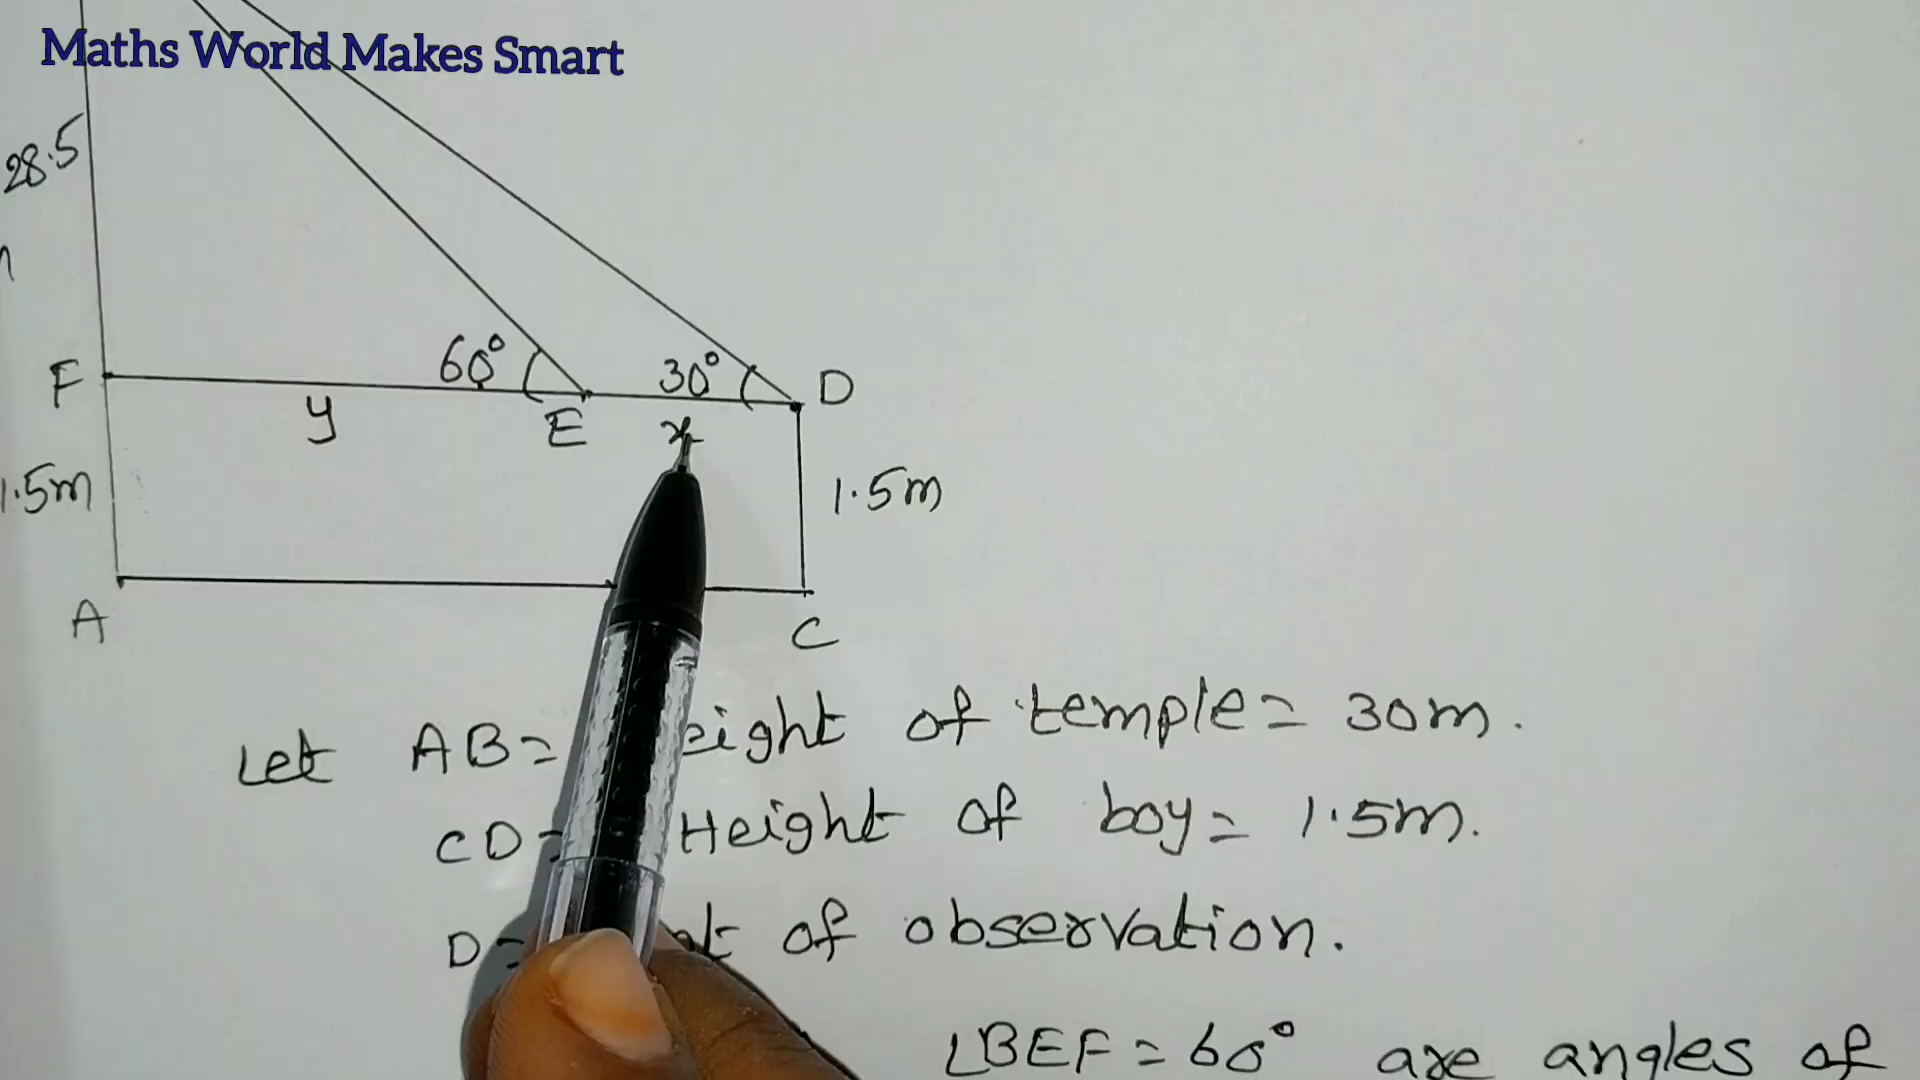 Maths World Makes Smart
28.5
60°
30°
F
D
y
E
x
1.5m
1.5m
A
C
Let AB = eight of temple = 30m.
CD = Height of boy = 1.5m.
D = of observation.
∠BEF = 60° are angles of